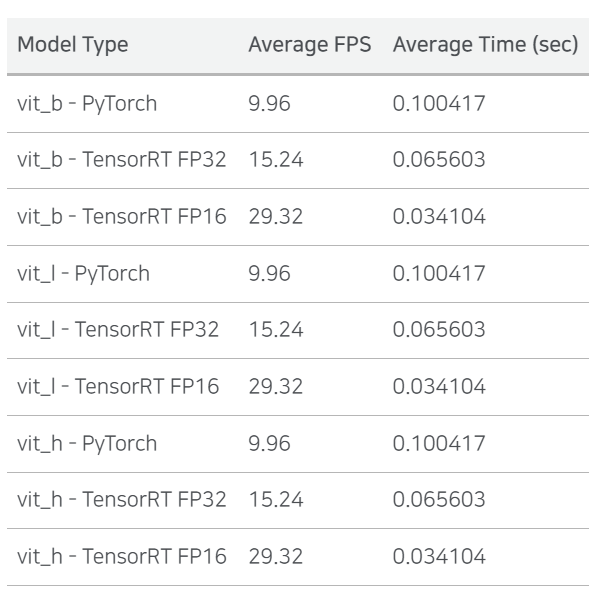 Model Type Average FPS Average Time (sec)
vit_b - PyTorch 9.96 0.100417
vit_b - TensorRT FP32 15.24 0.065603
vit_b - TensorRT FP16 29.32 0.034104
vit_l - PyTorch 9.96 0.100417
vit_l - TensorRT FP32 15.24 0.065603
vit_l - TensorRT FP16 29.32 0.034104
vit_h - PyTorch 9.96 0.100417
vit_h - TensorRT FP32 15.24 0.065603
vit_h - TensorRT FP16 29.32 0.034104